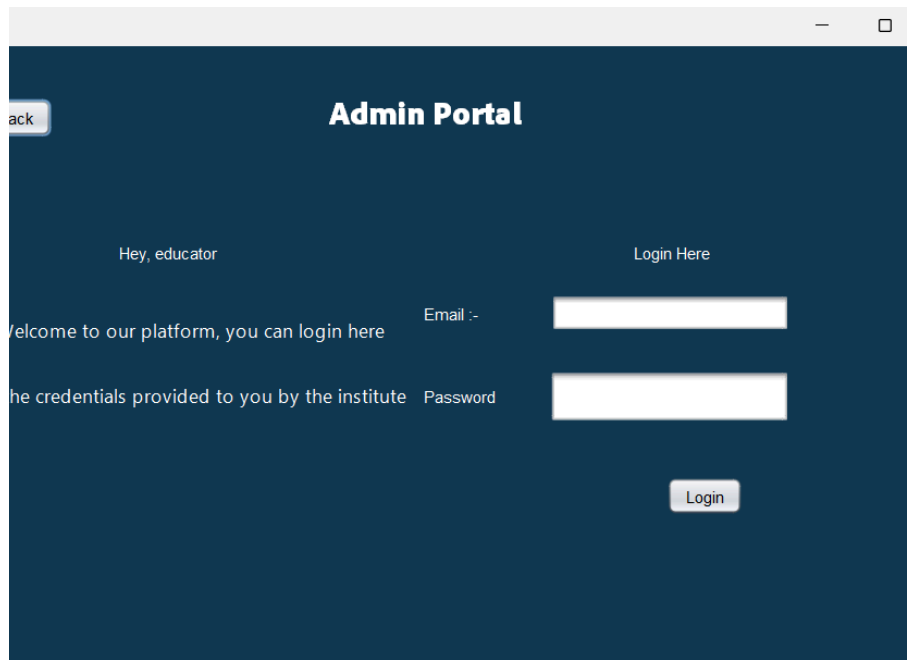 ack
Admin Portal
Hey, educator
Login Here
Email :-
Welcome to our platform, you can login here
he credentials provided to you by the institute
Password
Login